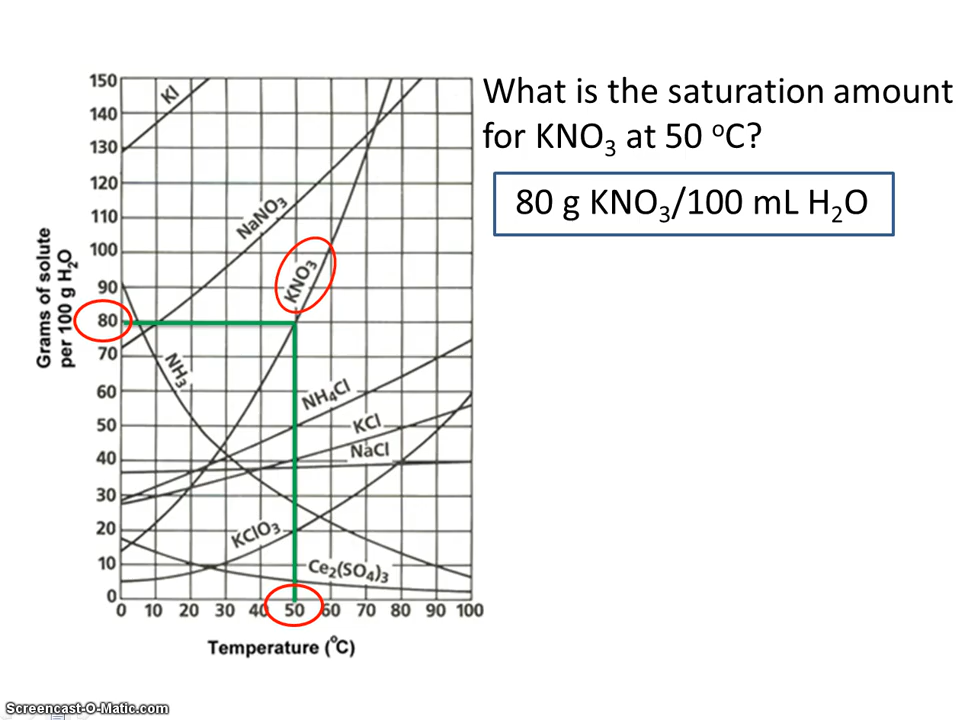 What is the saturation amount
for KNO₃ at 50 ºC?
80 g KNO₃/100 mL H₂O
Grams of solute
per 100 g H₂O
150
140
130
120
110
100
90
80
70
60
50
40
30
20
10
0
KI
NaNO₃
KNO₃
NH₃
NH₄Cl
KCl
NaCl
KClO₃
Ce₂(SO₄)₃
0 10 20 30 40 50 60 70 80 90 100
Temperature (°C)
Screencast-O-Matic.com